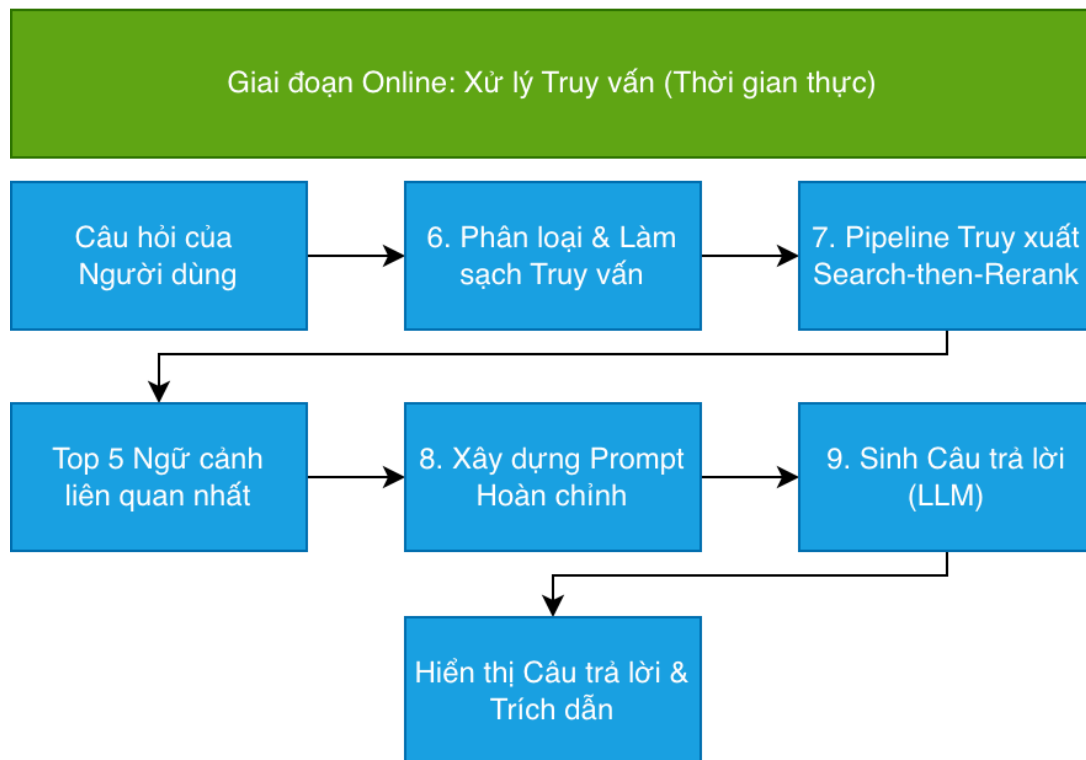 Giai đoạn Online: Xử lý Truy vấn (Thời gian thực)
Câu hỏi của
Người dùng
6. Phân loại & Làm
sạch Truy vấn
7. Pipeline Truy xuất
Search-then-Rerank
Top 5 Ngữ cảnh
liên quan nhất
8. Xây dựng Prompt
Hoàn chỉnh
9. Sinh Câu trả lời
(LLM)
Hiển thị Câu trả lời &
Trích dẫn